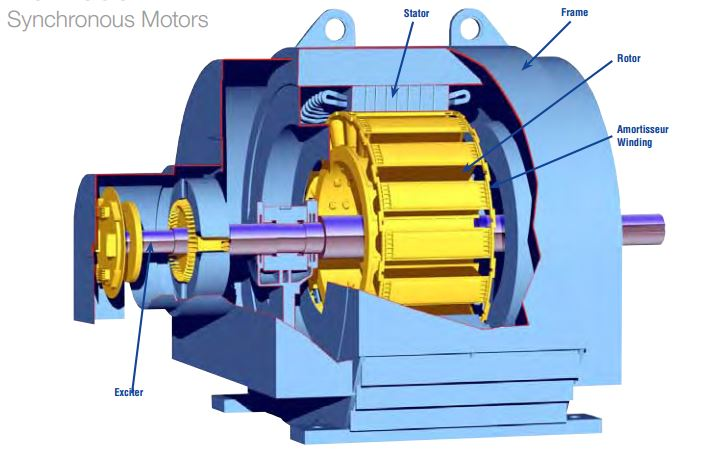 Synchronous Motors
Stator
Frame
Rotor
Amortisseur
Winding
Exciter